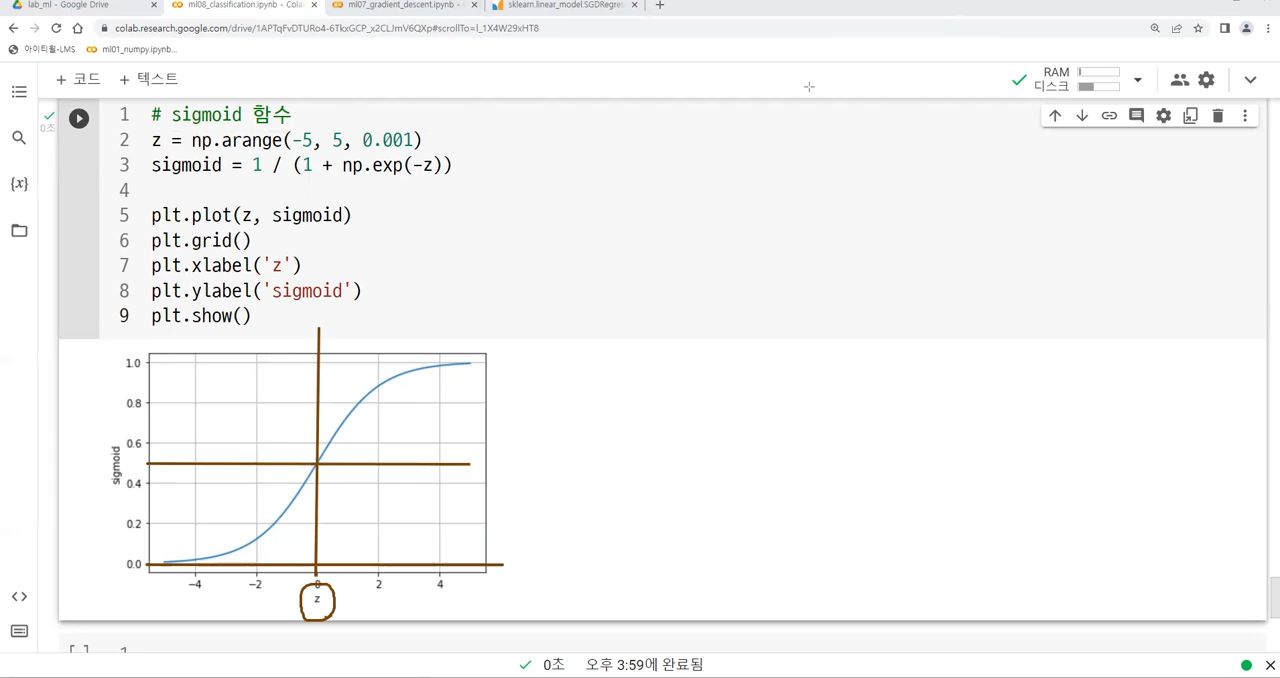 lab_ml - Google Drive
ml08_classification.ipynb - Colab
ml07_gradient_descent.ipynb -
sklearn.linear_model.SGDRegres
colab.research.google.com/drive/1APTqFvDTURo4-6TkxGCP_x2CLJmV6QXp#scrollTo=l_1X4W29xHT8
아이티윌-LMS
ml01_numpy.ipynb...
+ 코드 + 텍스트
RAM
디스크
0초
1 # sigmoid 함수
2 z = np.arange(-5, 5, 0.001)
3 sigmoid = 1 / (1 + np.exp(-z))
4
5 plt.plot(z, sigmoid)
6 plt.grid()
7 plt.xlabel('z')
8 plt.ylabel('sigmoid')
9 plt.show()
{x}
1.0
0.8
0.6
0.4
0.2
0.0
sigmoid
−4 −2 0 2 4
z
[ ] 1
0초 오후 3:59에 완료됨